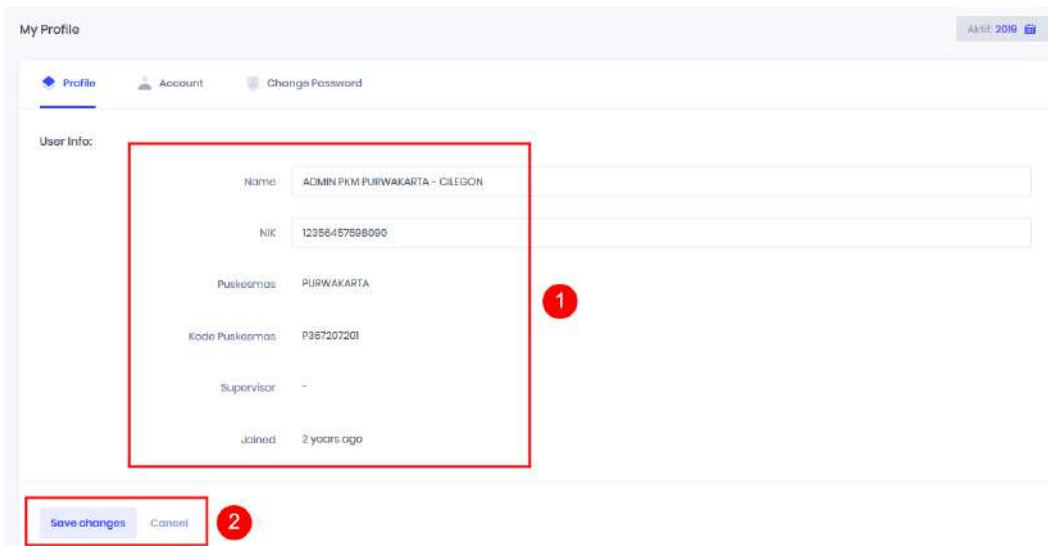 My Profile
Aktif: 2019
Profile Account Change Password
User Info:
Name ADMIN PKM PURWAKARTA - CILEGON
NIK 12356457598090
Puskesmas PURWAKARTA
Kode Puskesmas P367207201
Supervisor -
Joined 2 years ago
1
Save changes Cancel 2